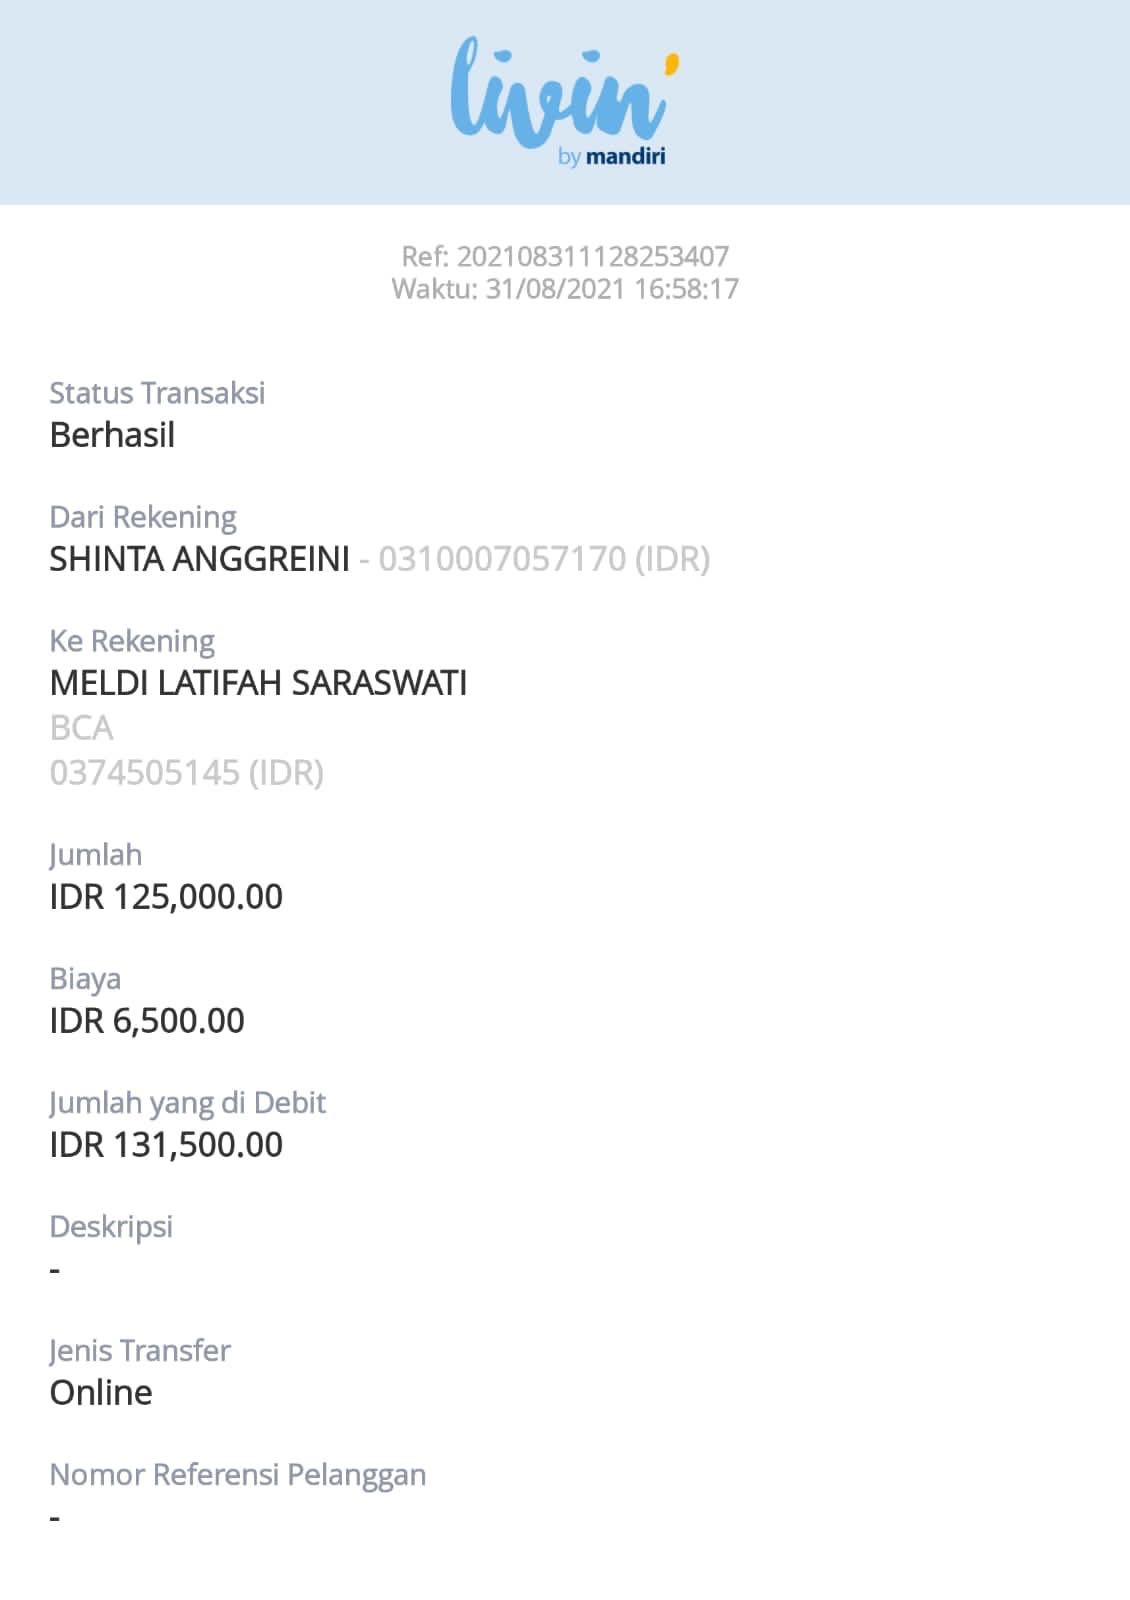 livin'
by mandiri
Ref: 202108311128253407
Waktu: 31/08/2021 16:58:17
Status Transaksi
Berhasil
Dari Rekening
SHINTA ANGGREINI - 0310007057170 (IDR)
Ke Rekening
MELDI LATIFAH SARASWATI
BCA
0374505145 (IDR)
Jumlah
IDR 125,000.00
Biaya
IDR 6,500.00
Jumlah yang di Debit
IDR 131,500.00
Deskripsi
-
Jenis Transfer
Online
Nomor Referensi Pelanggan
-